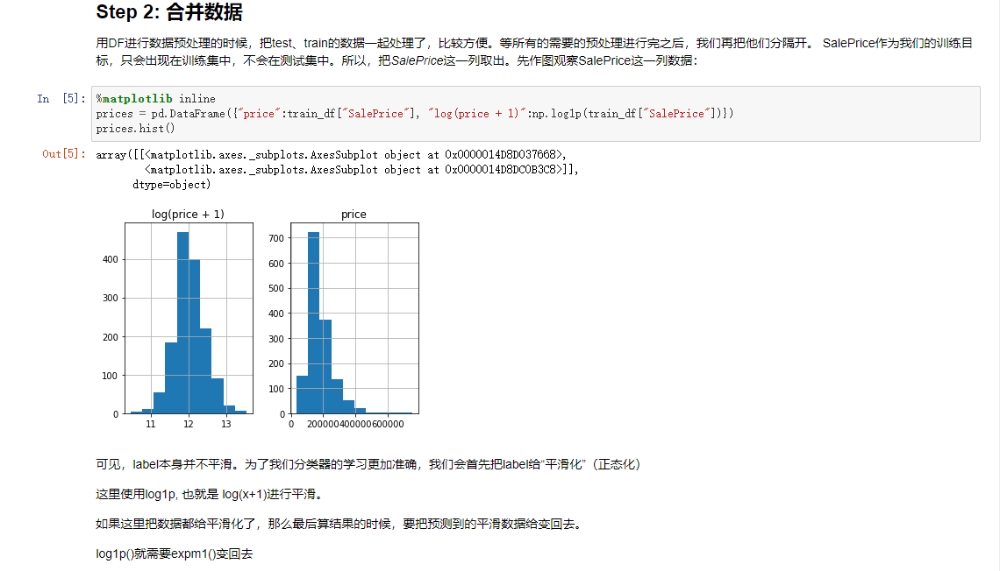 Step 2: 合并数据
用DF进行数据预处理的时候，把test、train的数据一起处理了，比较方便。等所有的需要的预处理进行完之后，我们再把他们分隔开。 SalePrice作为我们的训练目
标，只会出现在训练集中，不会在测试集中。所以，把SalePrice这一列取出。先作图观察SalePrice这一列数据：
In [5]: %matplotlib inline
prices = pd.DataFrame({"price":train_df["SalePrice"], "log(price + 1)":np.log1p(train_df["SalePrice"])})
prices.hist()
Out[5]: array([[<matplotlib.axes._subplots.AxesSubplot object at 0x0000014D8D037668>,
<matplotlib.axes._subplots.AxesSubplot object at 0x0000014D8DC0B3C8>]],
dtype=object)
log(price + 1)
400
300
200
100
0
11 12 13
price
700
600
500
400
300
200
100
0
0 200000 400000 600000
可见，label本身并不平滑。为了我们分类器的学习更加准确，我们会首先把label给“平滑化”（正态化）
这里使用log1p, 也就是 log(x+1)进行平滑。
如果这里把数据都给平滑化了，那么最后算结果的时候，要把预测到的平滑数据给变回去。
log1p()就需要expm1()变回去